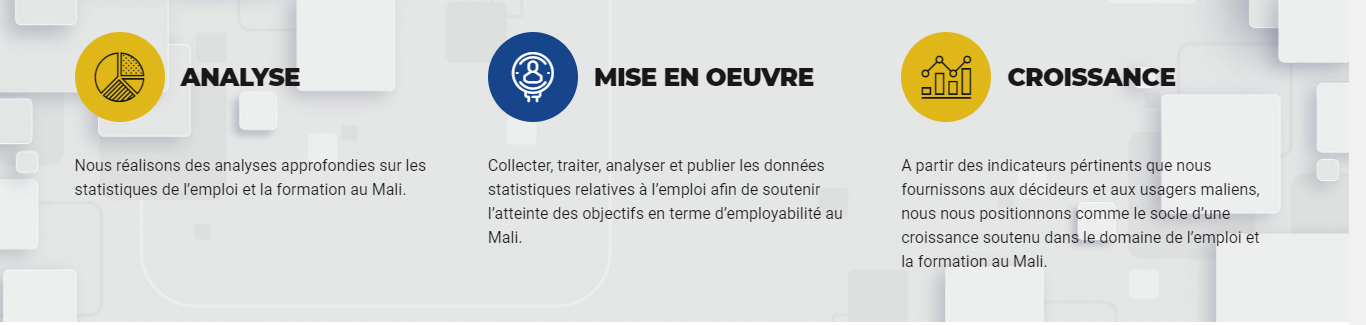 ANALYSE
Nous réalisons des analyses approfondies sur les
statistiques de l’emploi et la formation au Mali.
MISE EN OEUVRE
Collecter, traiter, analyser et publier les données
statistiques relatives à l’emploi afin de soutenir
l’atteinte des objectifs en terme d’employabilité au
Mali.
CROISSANCE
A partir des indicateurs pértinents que nous
fournissons aux décideurs et aux usagers maliens,
nous nous positionnons comme le socle d’une
croissance soutenu dans le domaine de l’emploi et
la formation au Mali.